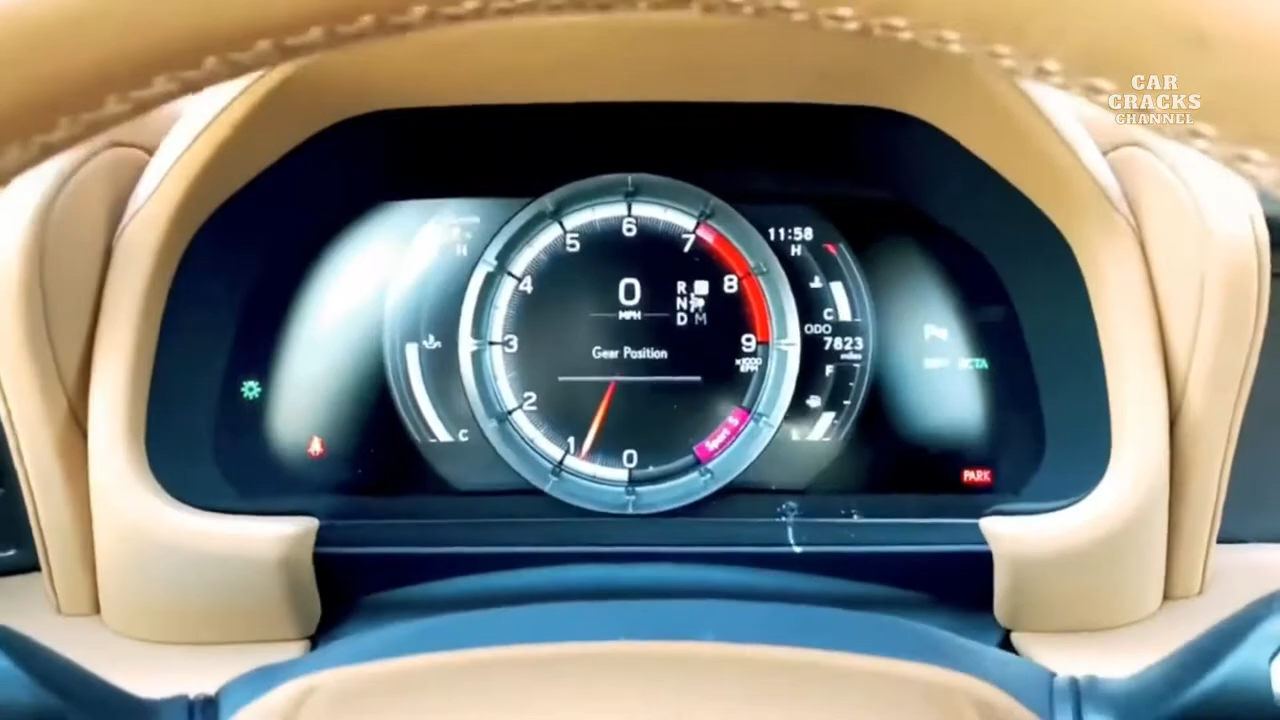 CAR
CRACKS
CHANNEL
11:58
H
H
6
5
7
4
8
0
MPH
R
N
D M
C
ODO
7823
miles
3
9
x1000
RPM
Gear Position
F
RCTA
2
1
0
Sport S
C
E
PARK